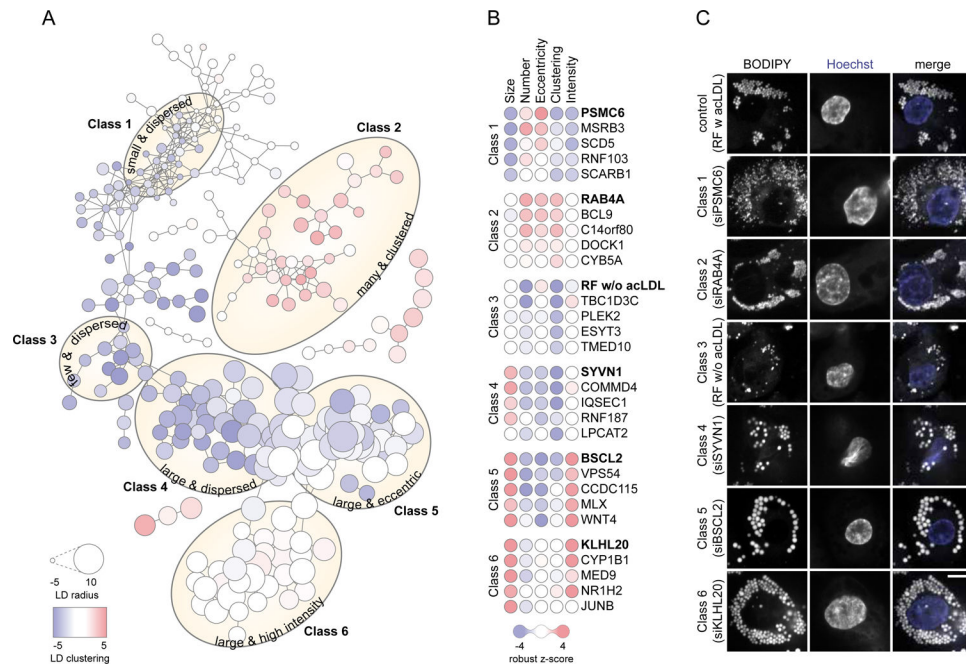 A
Class 1
small & dispersed
Class 2
many & clustered
Class 3
few & dispersed
Class 4
large & dispersed
large & eccentric
Class 5
large & high intensity
Class 6
-5 10
LD radius
-5 5
LD clustering
B
Size
Number
Eccentricity
Clustering
Intensity
Class 1
PSMC6
MSRB3
SCD5
RNF103
SCARB1
Class 2
RAB4A
BCL9
C14orf80
DOCK1
CYB5A
Class 3
RF w/o acLDL
TBC1D3C
PLEK2
ESYT3
TMED10
Class 4
SYVN1
COMMD4
IQSEC1
RNF187
LPCAT2
Class 5
BSCL2
VPS54
CCDC115
MLX
WNT4
Class 6
KLHL20
CYP1B1
MED9
NR1H2
JUNB
-4 4
robust z-score
C
BODIPY Hoechst merge
control
(RF w acLDL)
Class 1
(siPSMC6)
Class 2
(siRAB4A)
Class 3
(RF w/o acLDL)
Class 4
(siSYVN1)
Class 5
(siBSCL2)
Class 6
(siKLHL20)